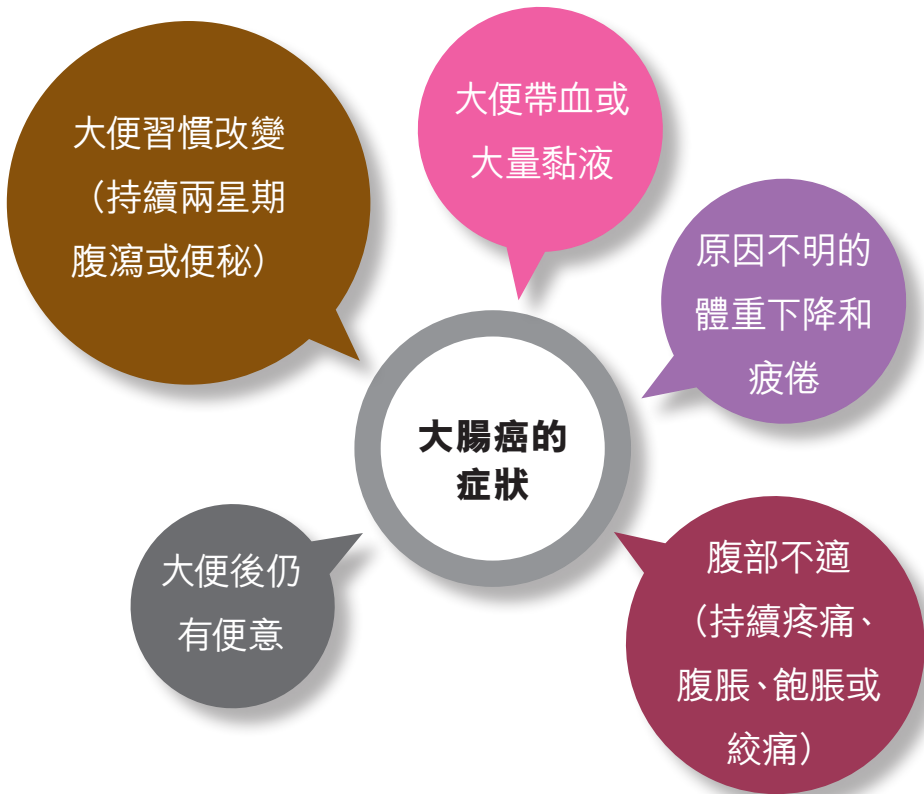 大便習慣改變
（持續兩星期
腹瀉或便秘）
大便帶血或
大量黏液
原因不明的
體重下降和
疲倦
大腸癌的
症狀
大便後仍
有便意
腹部不適
（持續疼痛、
腹脹、飽脹或
絞痛）